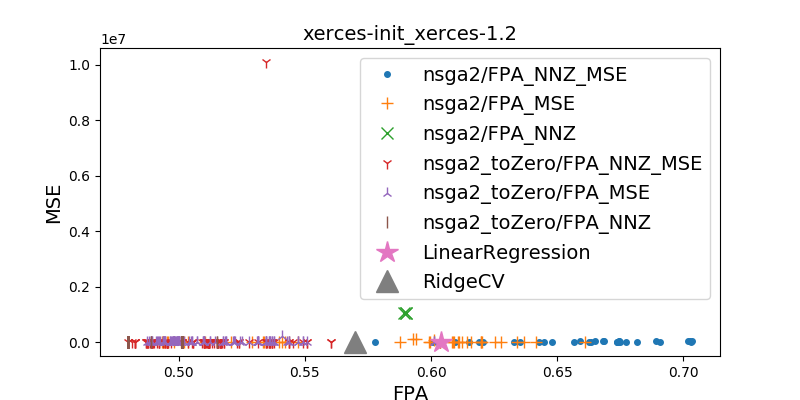 xerces-init_xerces-1.2
1e7
1.0
0.8
0.6
0.4
0.2
0.0
MSE
nsga2/FPA_NNZ_MSE
nsga2/FPA_MSE
nsga2/FPA_NNZ
nsga2_toZero/FPA_NNZ_MSE
nsga2_toZero/FPA_MSE
nsga2_toZero/FPA_NNZ
LinearRegression
RidgeCV
0.50 0.55 0.60 0.65 0.70
FPA